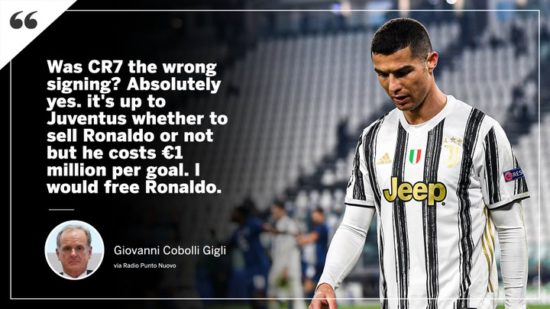 “
Was CR7 the wrong
signing? Absolutely
yes. it's up to
Juventus whether to
sell Ronaldo or not
but he costs €1
million per goal. I
would free Ronaldo.
Giovanni Cobolli Gigli
via Radio Punto Nuovo
Jeep